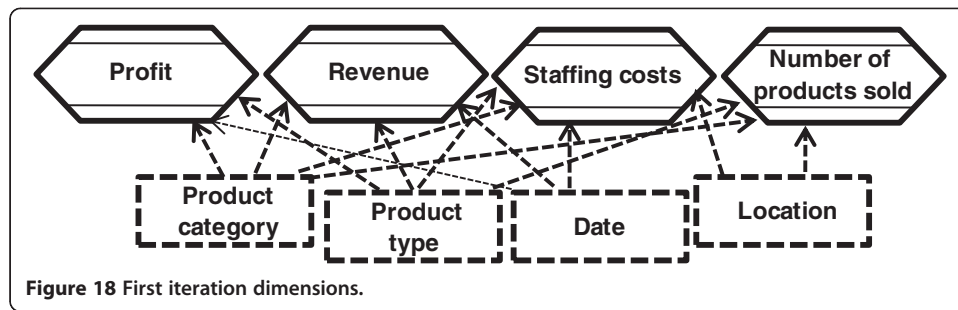 Profit
Revenue
Staffing costs
Number of
products sold
Product
category
Product
type
Date
Location
Figure 18 First iteration dimensions.